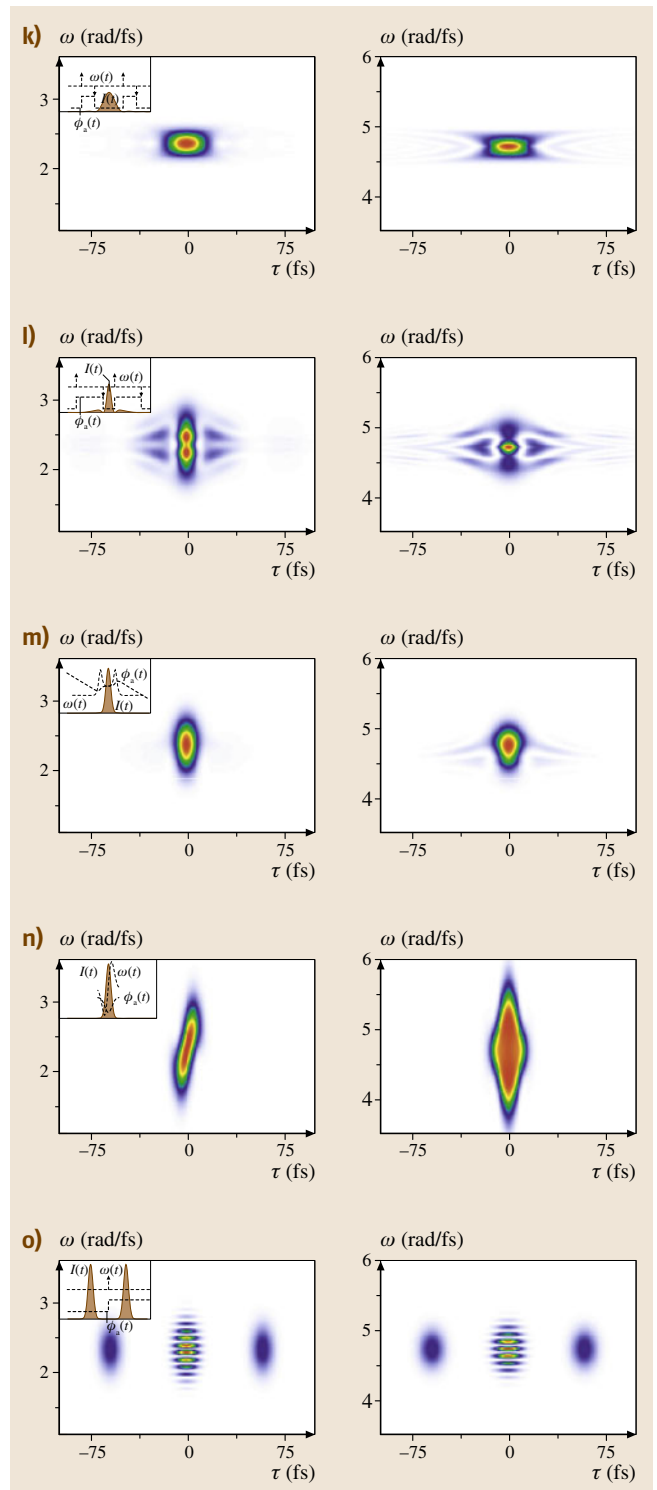 k) ω (rad/fs) ω (rad/fs)
ω(t)
I(t)
ϕa(t)
3
2
6
5
4
–75 0 75 –75 0 75
τ (fs) τ (fs)
l) ω (rad/fs) ω (rad/fs)
I(t) ω(t)
ϕa(t)
3
2
6
5
4
–75 0 75 –75 0 75
τ (fs) τ (fs)
m) ω (rad/fs) ω (rad/fs)
ϕa(t)
ω(t) I(t)
3
2
6
5
4
–75 0 75 –75 0 75
τ (fs) τ (fs)
n) ω (rad/fs) ω (rad/fs)
I(t) ω(t)
ϕa(t)
3
2
6
5
4
–75 0 75 –75 0 75
τ (fs) τ (fs)
o) ω (rad/fs) ω (rad/fs)
I(t) ω(t)
ϕa(t)
3
2
6
5
4
–75 0 75 –75 0 75
τ (fs) τ (fs)